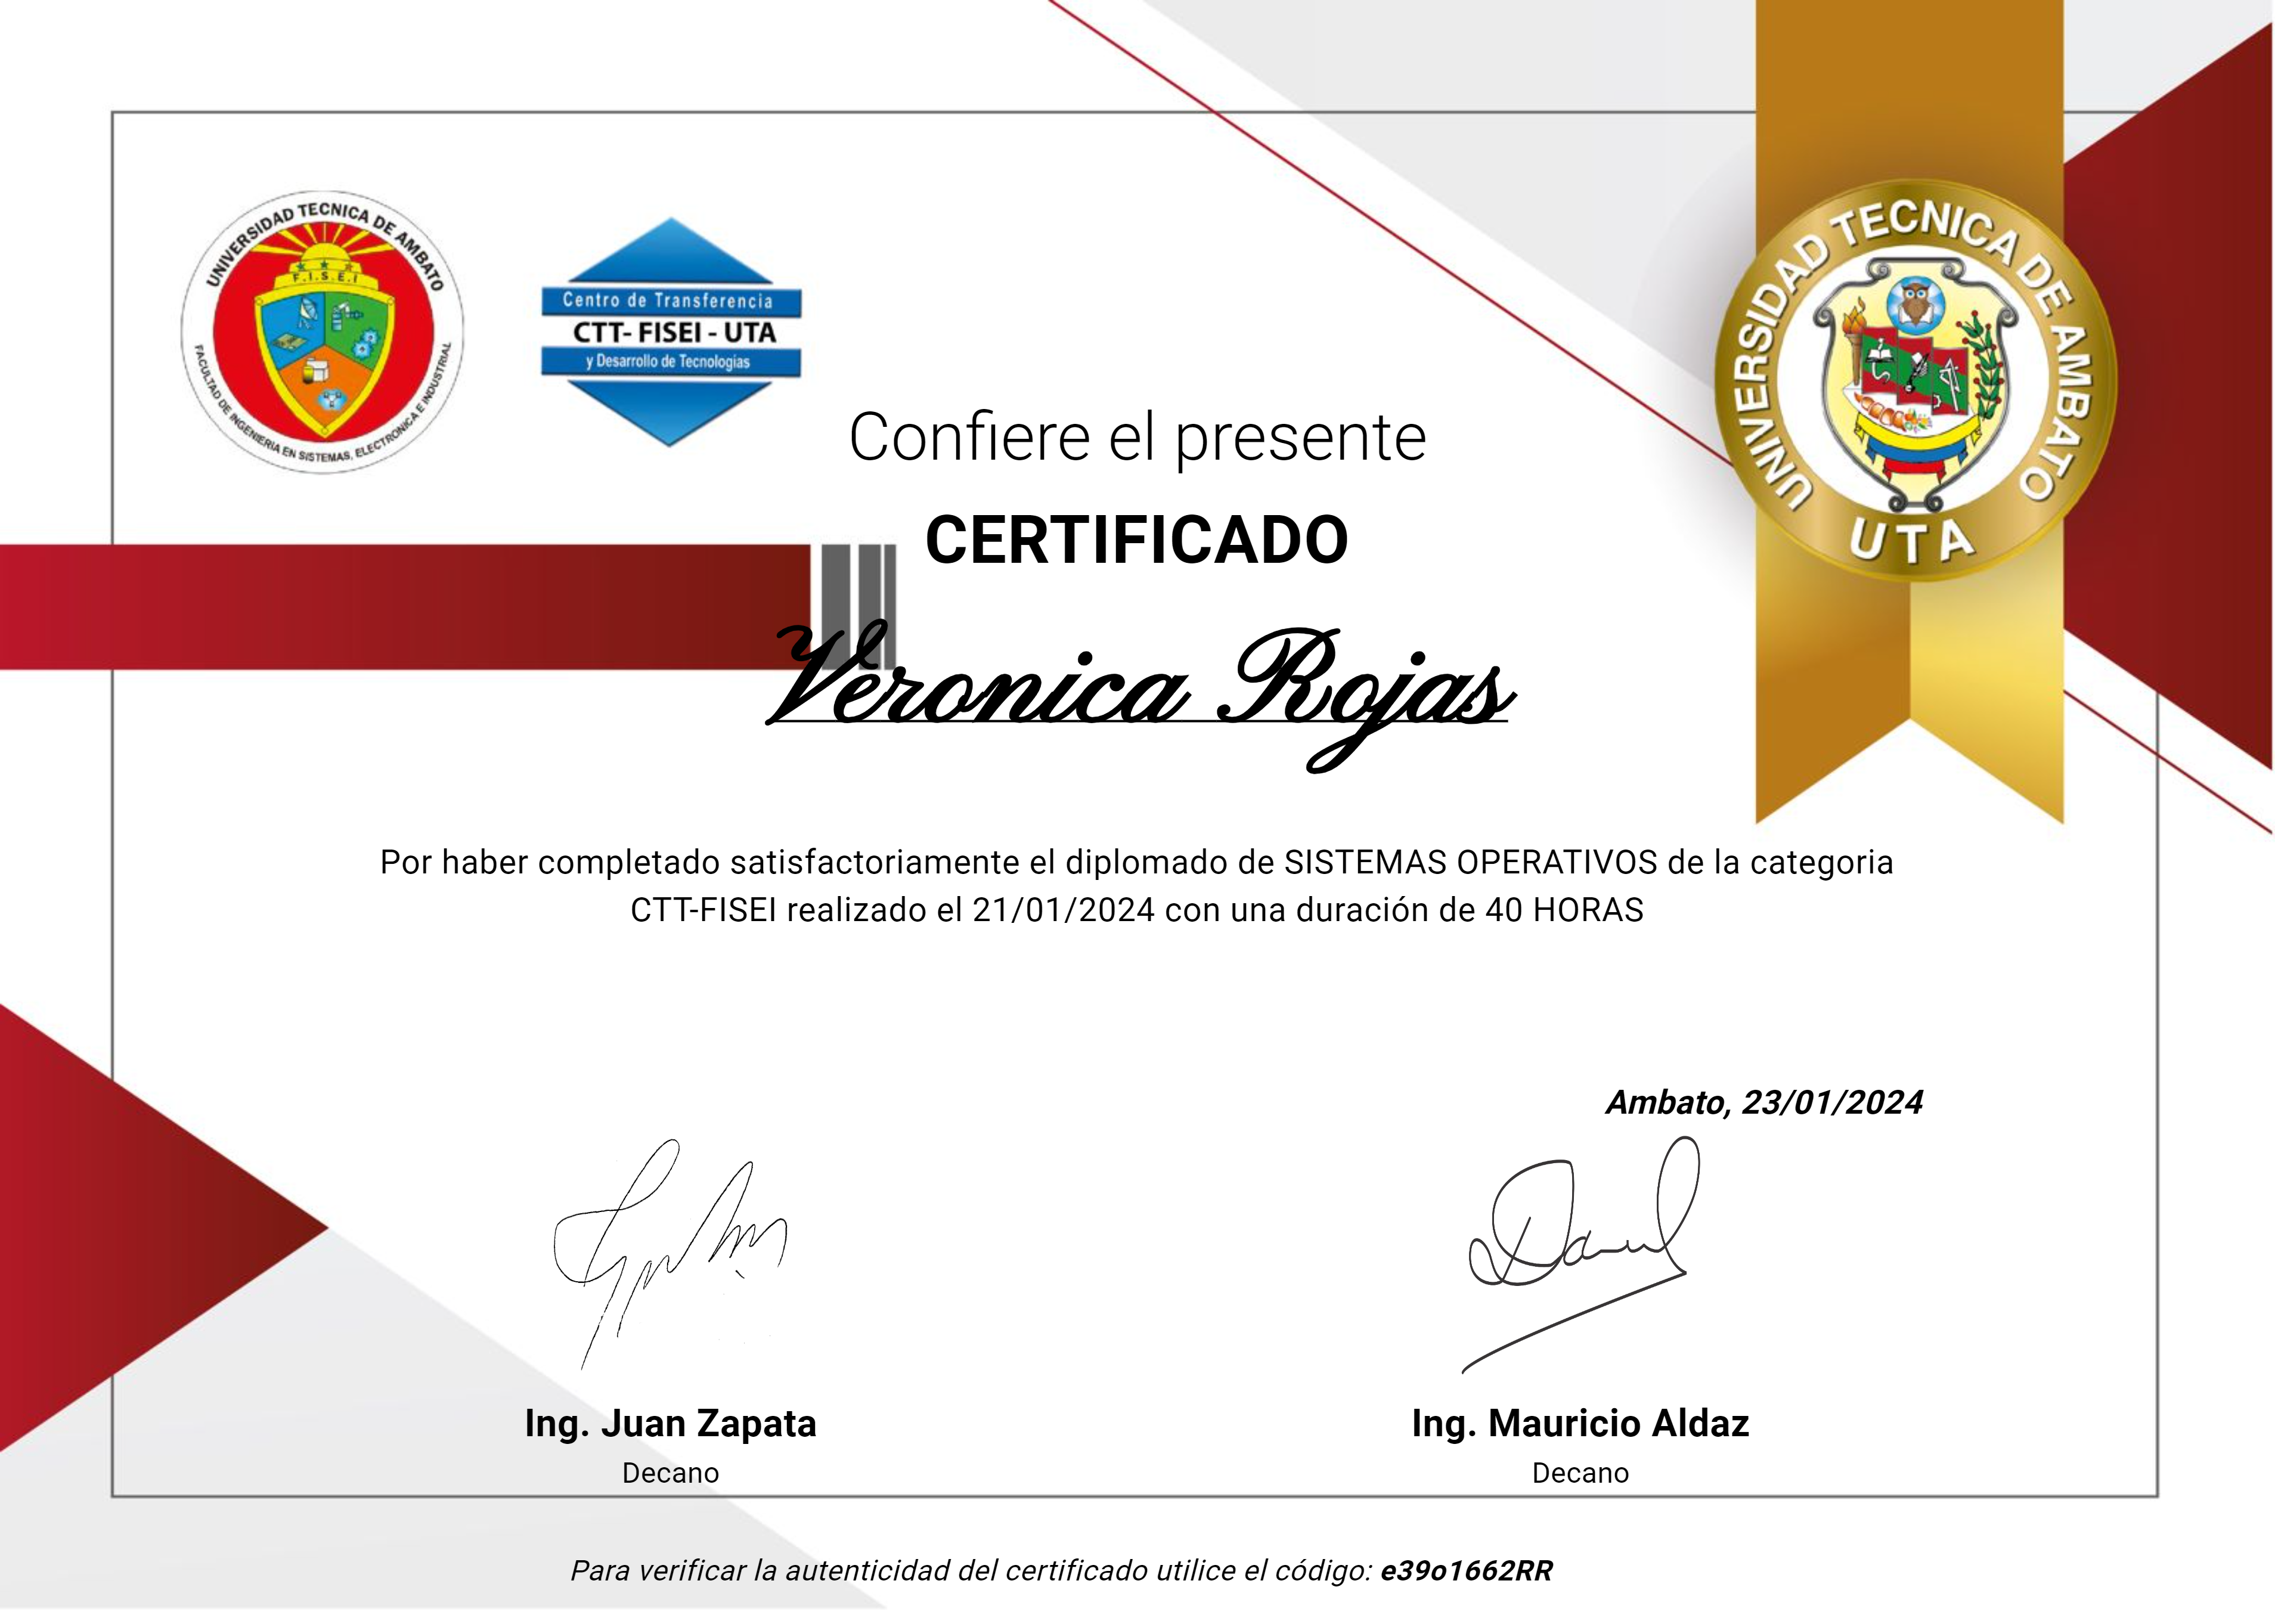 UNIVERSIDAD TECNICA DE AMBATO
F.I.S.E.I
FACULTAD DE INGENIERIA EN SISTEMAS, ELECTRONICA E INDUSTRIAL
Centro de Transferencia
CTT- FISEI - UTA
y Desarrollo de Tecnologias
UNIVERSIDAD TECNICA DE AMBATO
UTA
Confiere el presente
CERTIFICADO
Veronica Rojas
Por haber completado satisfactoriamente el diplomado de SISTEMAS OPERATIVOS de la categoria
CTT-FISEI realizado el 21/01/2024 con una duración de 40 HORAS
Ambato, 23/01/2024
Ing. Juan Zapata
Decano
Ing. Mauricio Aldaz
Decano
Para verificar la autenticidad del certificado utilice el código: e39o1662RR